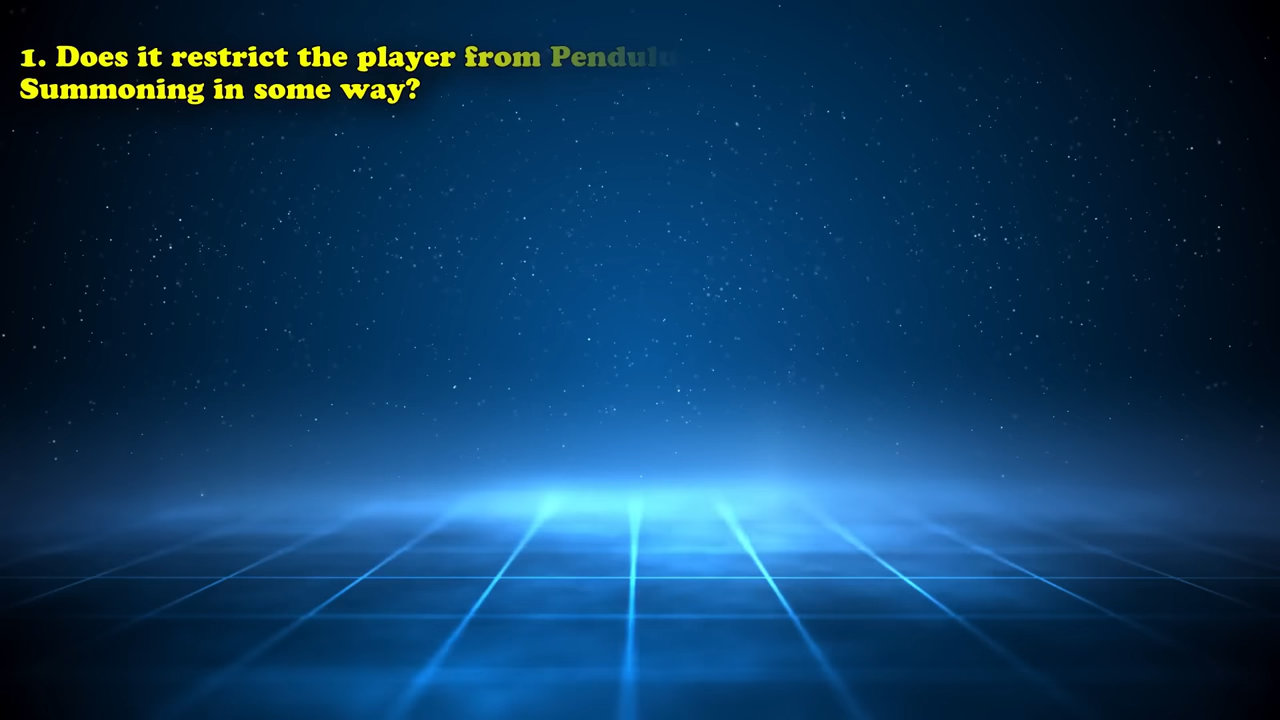 1. Does it restrict the player from Pendulu
Summoning in some way?